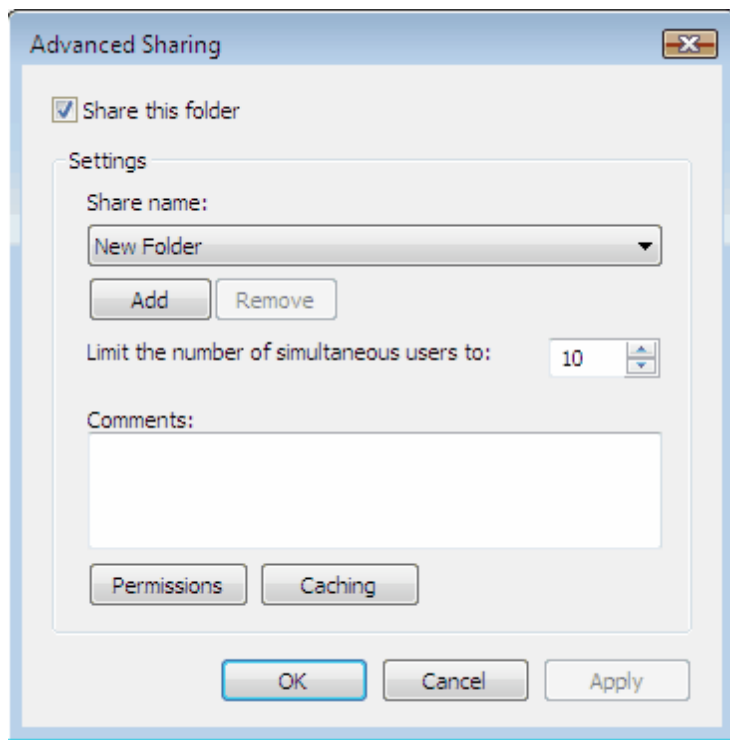 Advanced Sharing
Share this folder
Settings
Share name:
New Folder
Add Remove
Limit the number of simultaneous users to: 10
Comments:
Permissions Caching
OK Cancel Apply